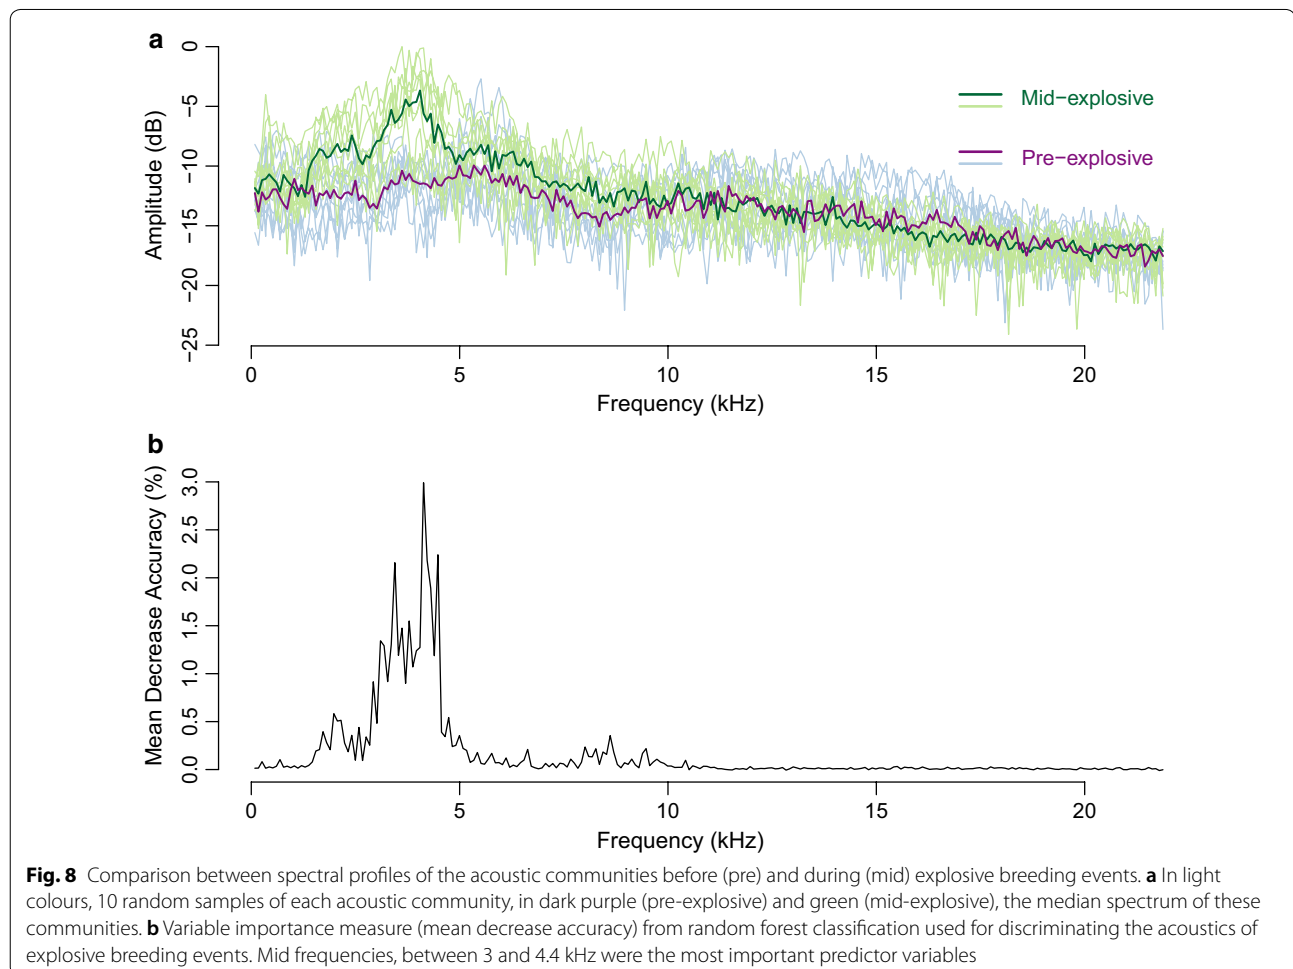 a
0
−5
−10
−15
−20
−25
Amplitude (dB)
Mid−explosive
Pre−explosive
0 5 10 15 20
Frequency (kHz)
b
3.0
2.5
2.0
1.5
1.0
0.5
0.0
Mean Decrease Accuracy (%)
0 5 10 15 20
Frequency (kHz)
Fig. 8 Comparison between spectral profiles of the acoustic communities before (pre) and during (mid) explosive breeding events. a In light
colours, 10 random samples of each acoustic community, in dark purple (pre-explosive) and green (mid-explosive), the median spectrum of these
communities. b Variable importance measure (mean decrease accuracy) from random forest classification used for discriminating the acoustics of
explosive breeding events. Mid frequencies, between 3 and 4.4 kHz were the most important predictor variables